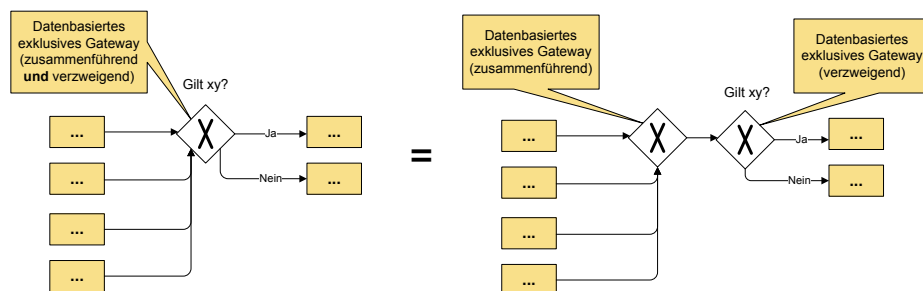 Datenbasiertes
exklusives Gateway
(zusammenführend
und verzweigend)
Gilt xy?
X
...
Ja
...
...
Nein
...
...
...
=
Datenbasiertes
exklusives Gateway
(zusammenführend)
Datenbasiertes
exklusives Gateway
(verzweigend)
Gilt xy?
...
X
X
Ja
...
...
Nein
...
...
...